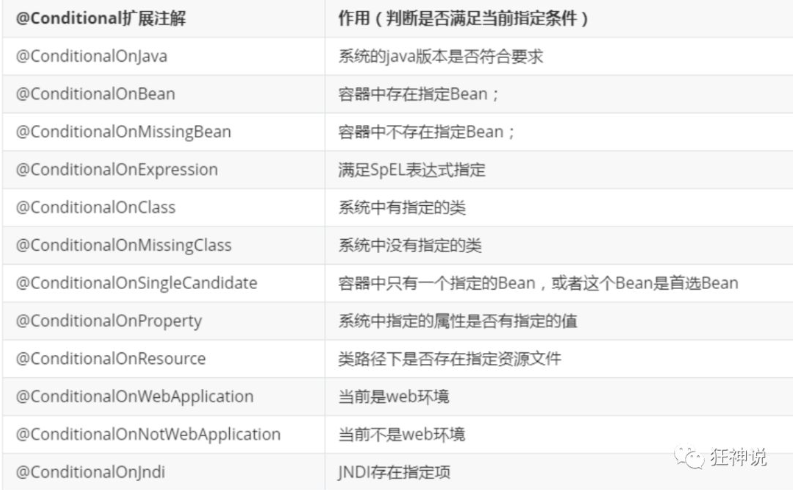 @Conditional扩展注解 作用（判断是否满足当前指定条件）
@ConditionalOnJava 系统的java版本是否符合要求
@ConditionalOnBean 容器中存在指定Bean；
@ConditionalOnMissingBean 容器中不存在指定Bean；
@ConditionalOnExpression 满足SpEL表达式指定
@ConditionalOnClass 系统中有指定的类
@ConditionalOnMissingClass 系统中没有指定的类
@ConditionalOnSingleCandidate 容器中只有一个指定的Bean，或者这个Bean是首选Bean
@ConditionalOnProperty 系统中指定的属性是否有指定的值
@ConditionalOnResource 类路径下是否存在指定资源文件
@ConditionalOnWebApplication 当前是web环境
@ConditionalOnNotWebApplication 当前不是web环境
@ConditionalOnJndi JNDI存在指定项
狂神说